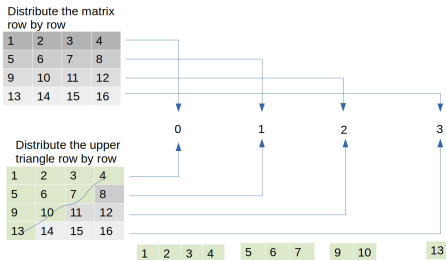 Distribute the matrix
row by row
1 2 3 4
5 6 7 8
9 10 11 12
13 14 15 16
0 1 2 3
Distribute the upper
triangle row by row
1 2 3 4
5 6 7 8
9 10 11 12
13 14 15 16
1 2 3 4 5 6 7 9 10 13